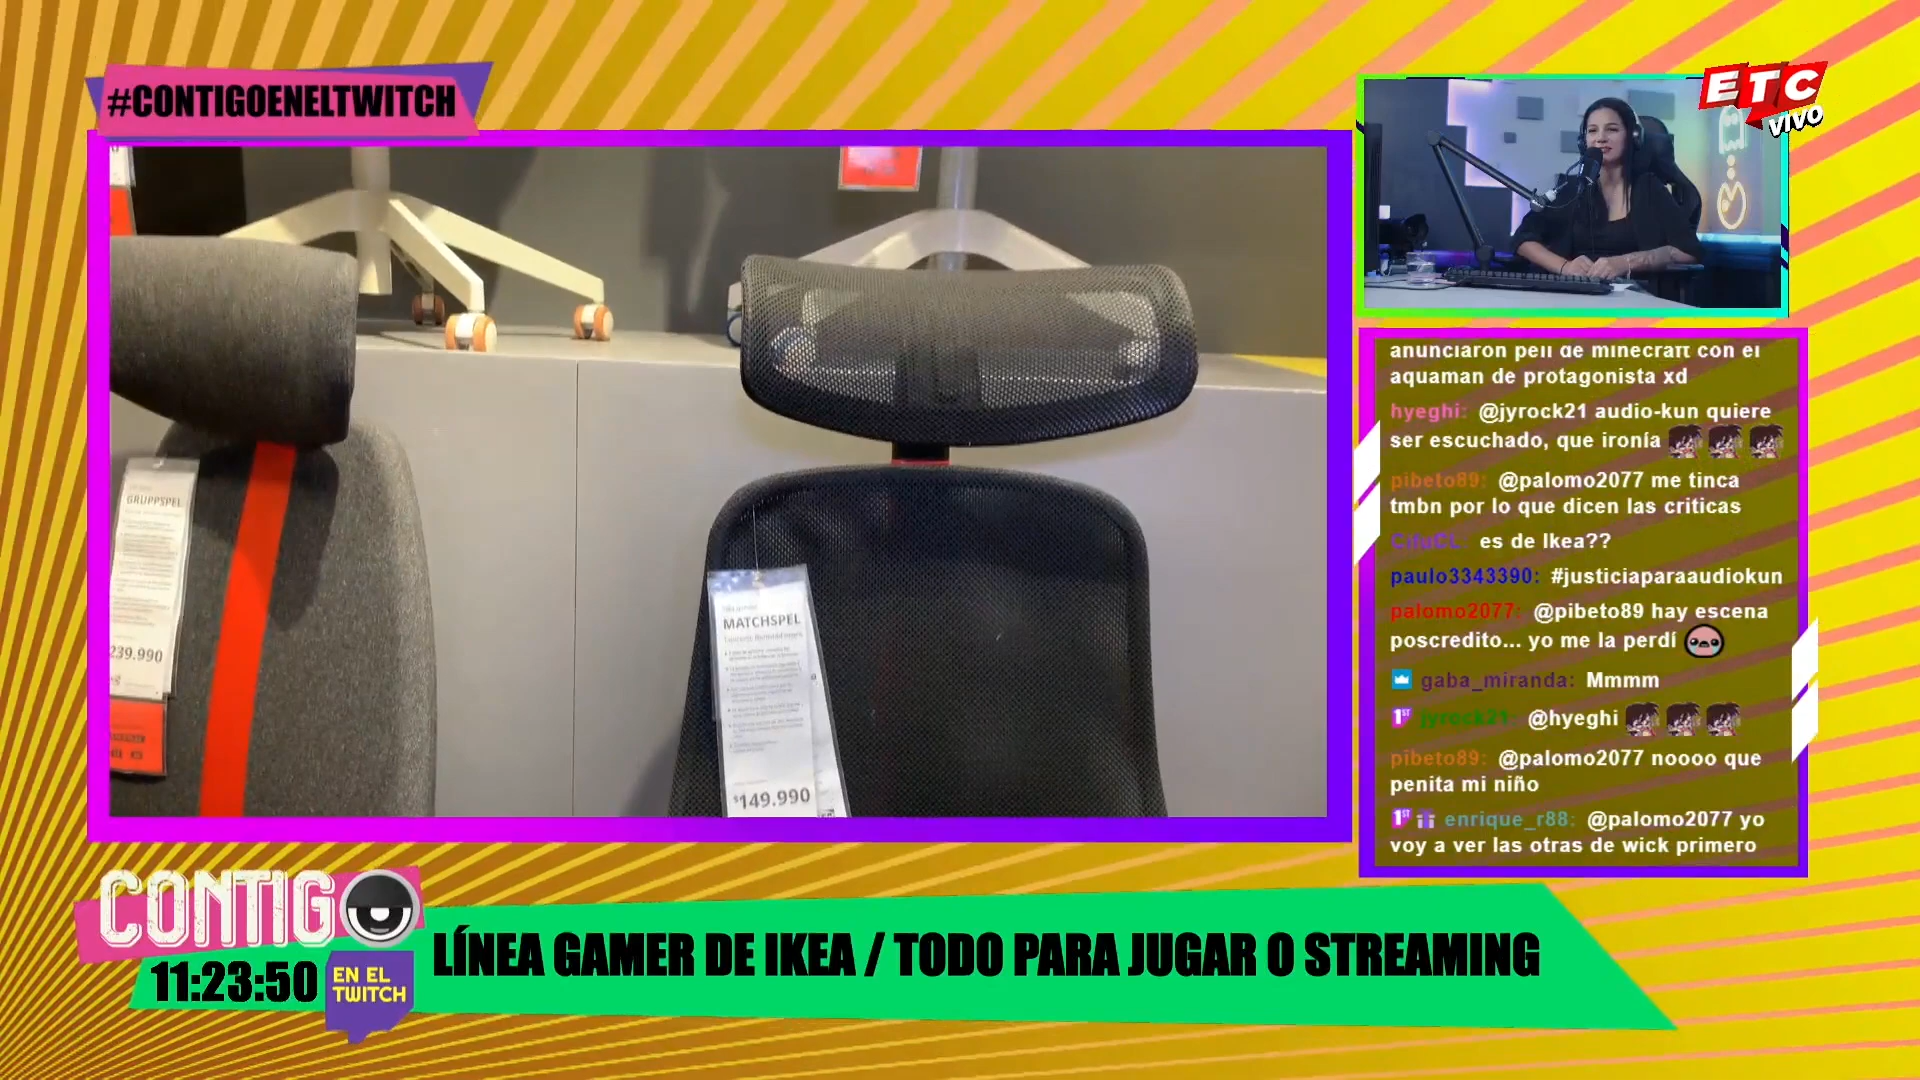 #CONTIGOENELTWITCH
ETC
VIVO
GRUPPSPEL
239.990
MATCHSPEL
$149.990
anunciaron peli de minecraft con el
aquaman de protagonista xd
hyeghi: @jyrock21 audio-kun quiere
ser escuchado, que ironía
pibeto89: @palomo2077 me tinca
tmbn por lo que dicen las criticas
CifuCL: es de Ikea??
paulo3343390: #justiciaparaaudiokun
palomo2077: @pibeto89 hay escena
poscredito... yo me la perdí
gaba_miranda: Mmmm
1ST jyrock21: @hyeghi
pibeto89: @palomo2077 noooo que
penita mi niño
1ST enrique_r88: @palomo2077 yo
voy a ver las otras de wick primero
CONTIGO
11:23:50
EN EL
TWITCH
LÍNEA GAMER DE IKEA / TODO PARA JUGAR O STREAMING